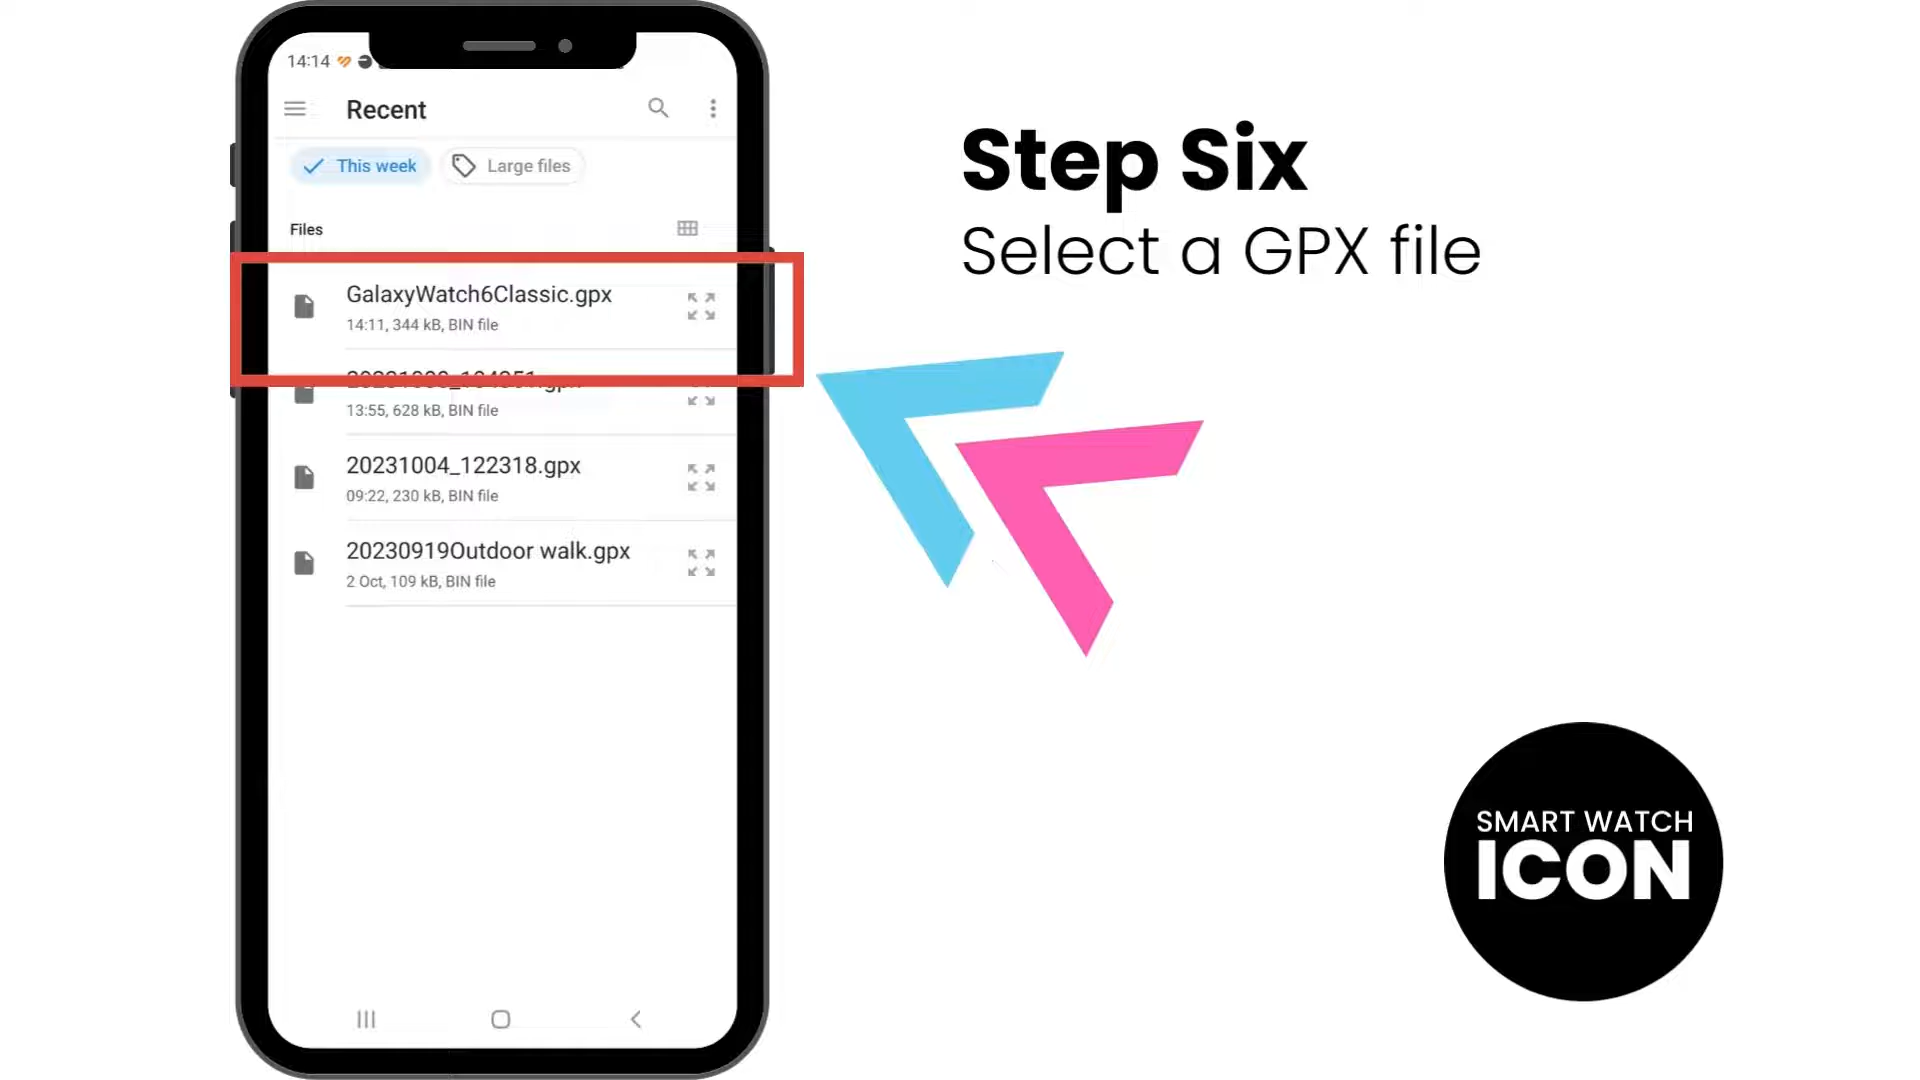 14:14
Recent
This week
Large files
Files
GalaxyWatch6Classic.gpx
14:11, 344 kB, BIN file
13:55, 628 kB, BIN file
20231004_122318.gpx
09:22, 230 kB, BIN file
20230919Outdoor walk.gpx
2 Oct, 109 kB, BIN file
Step Six
Select a GPX file
SMART WATCH
ICON